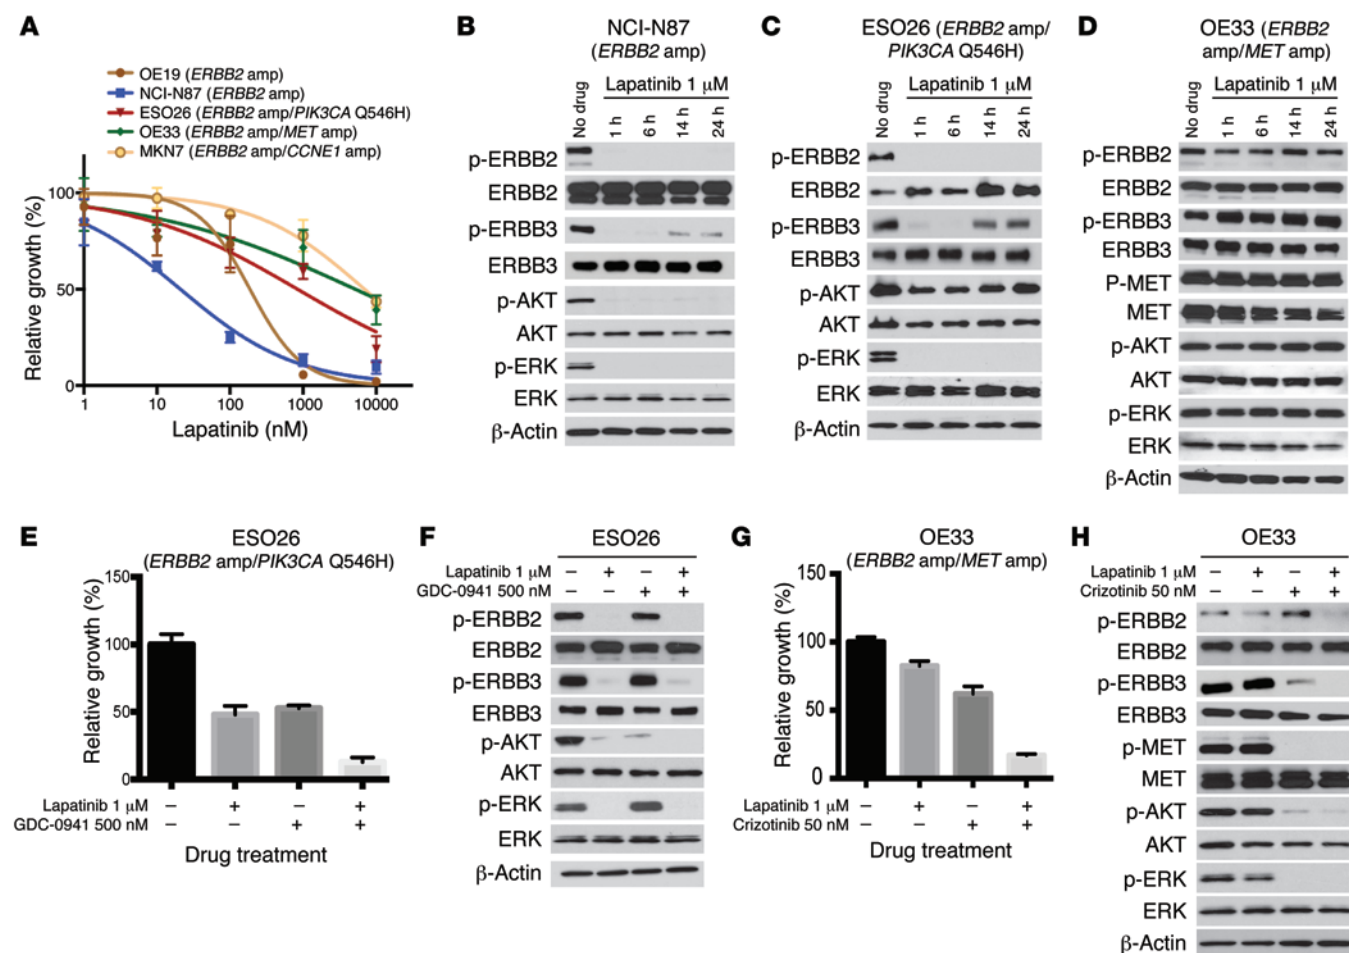 A
OE19 (ERBB2 amp)
NCI-N87 (ERBB2 amp)
ESO26 (ERBB2 amp/PIK3CA Q546H)
OE33 (ERBB2 amp/MET amp)
MKN7 (ERBB2 amp/CCNE1 amp)
Relative growth (%)
100
50
0
1
10
100
1000
10000
Lapatinib (nM)
B
NCI-N87
(ERBB2 amp)
No drug
Lapatinib 1 μM
1 h
6 h
14 h
24 h
p-ERBB2
ERBB2
p-ERBB3
ERBB3
p-AKT
AKT
p-ERK
ERK
β-Actin
C
ESO26 (ERBB2 amp/
PIK3CA Q546H)
No drug
Lapatinib 1 μM
1 h
6 h
14 h
24 h
p-ERBB2
ERBB2
p-ERBB3
ERBB3
p-AKT
AKT
p-ERK
ERK
β-Actin
D
OE33 (ERBB2
amp/MET amp)
No drug
Lapatinib 1 μM
1 h
6 h
14 h
24 h
p-ERBB2
ERBB2
p-ERBB3
ERBB3
P-MET
MET
p-AKT
AKT
p-ERK
ERK
β-Actin
E
ESO26
(ERBB2 amp/PIK3CA Q546H)
Relative growth (%)
150
100
50
0
Lapatinib 1 μM – + – +
GDC-0941 500 nM – – + +
Drug treatment
F
ESO26
Lapatinib 1 μM – + – +
GDC-0941 500 nM – – + +
p-ERBB2
ERBB2
p-ERBB3
ERBB3
p-AKT
AKT
p-ERK
ERK
β-Actin
G
OE33
(ERBB2 amp/MET amp)
Relative growth (%)
150
100
50
0
Lapatinib 1 μM – + – +
Crizotinib 50 nM – – + +
Drug treatment
H
OE33
Lapatinib 1 μM – + – +
Crizotinib 50 nM – – + +
p-ERBB2
ERBB2
p-ERBB3
ERBB3
p-MET
MET
p-AKT
AKT
p-ERK
ERK
β-Actin